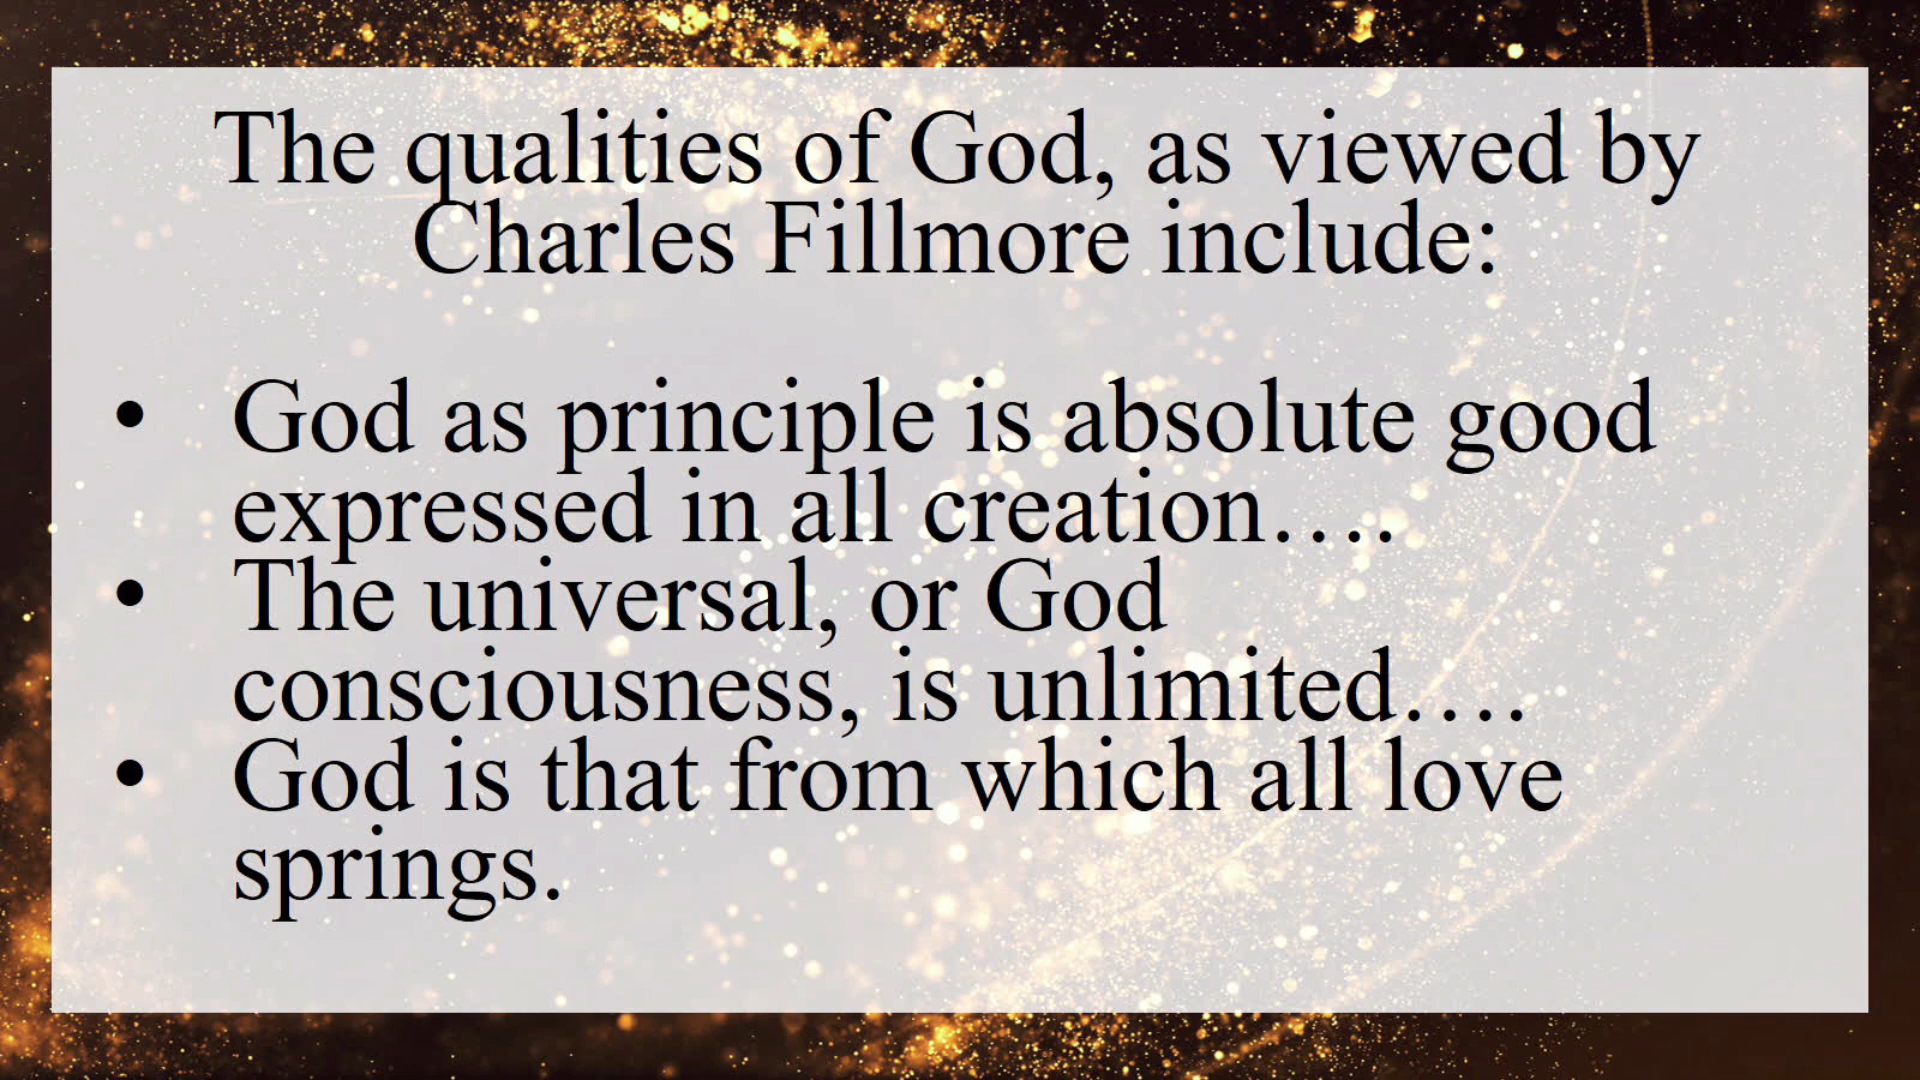 The qualities of God, as viewed by
Charles Fillmore include:
• God as principle is absolute good
expressed in all creation….
• The universal, or God
consciousness, is unlimited….
• God is that from which all love
springs.